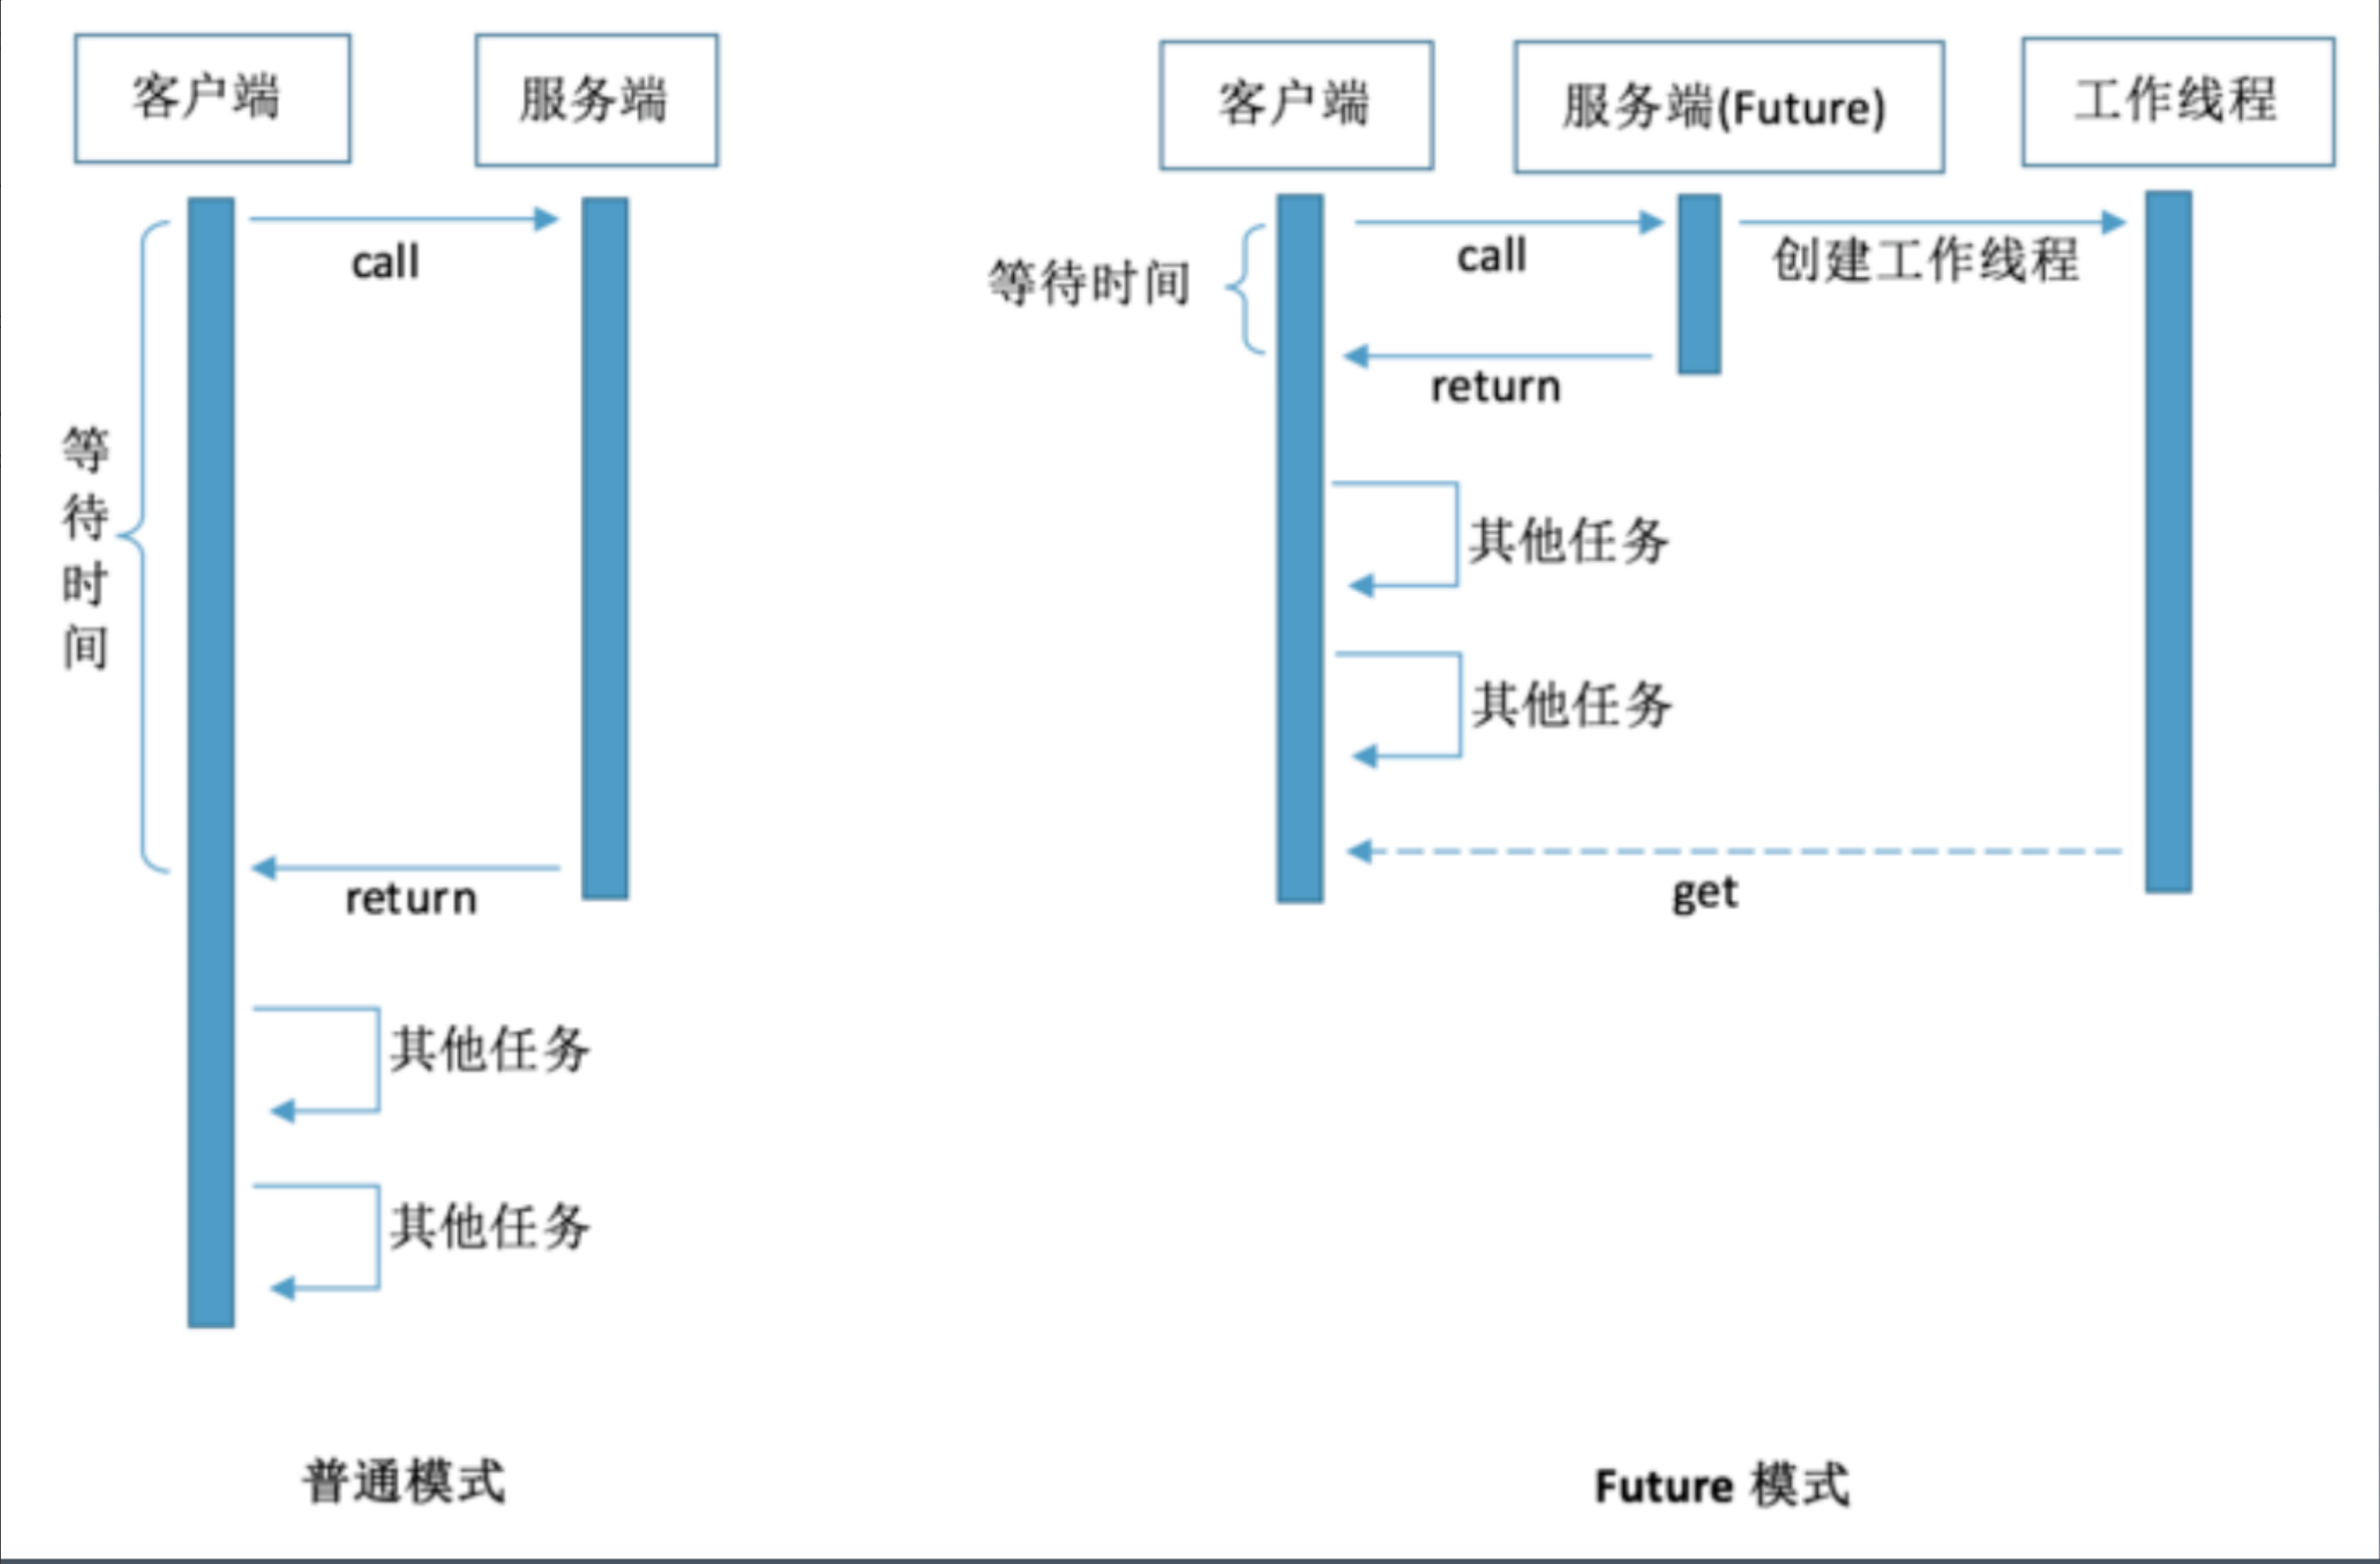 客户端
服务端
call
等待时间
return
其他任务
其他任务
普通模式
客户端
服务端(Future)
工作线程
call
创建工作线程
等待时间
return
其他任务
其他任务
get
Future 模式